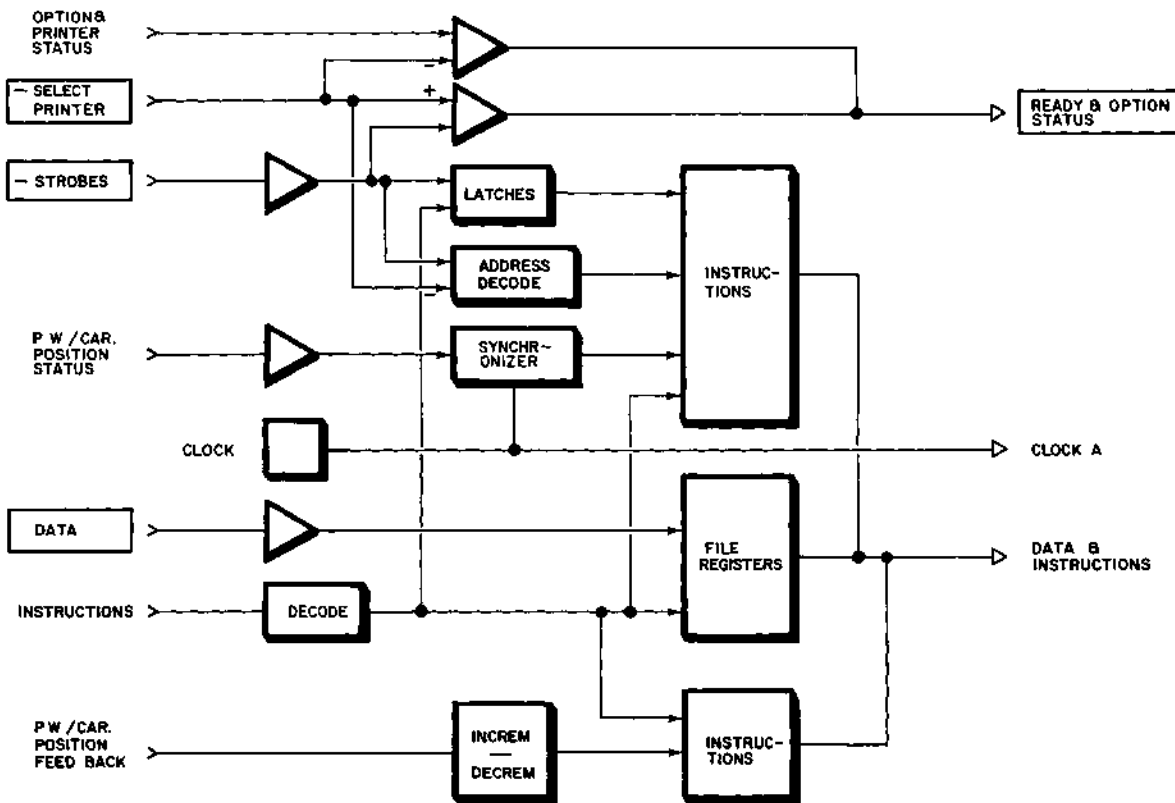 OPTION&
PRINTER
STATUS
– SELECT
PRINTER
– STROBES
–
+
–
READY & OPTION
STATUS
LATCHES
ADDRESS
DECODE
INSTRUC-
TIONS
P W / CAR.
POSITION
STATUS
SYNCHR-
ONIZER
CLOCK
CLOCK A
DATA
FILE
REGISTERS
DATA &
INSTRUCTIONS
INSTRUCTIONS
DECODE
P W / CAR.
POSITION
FEED BACK
INCREM
DECREM
INSTRUC-
TIONS